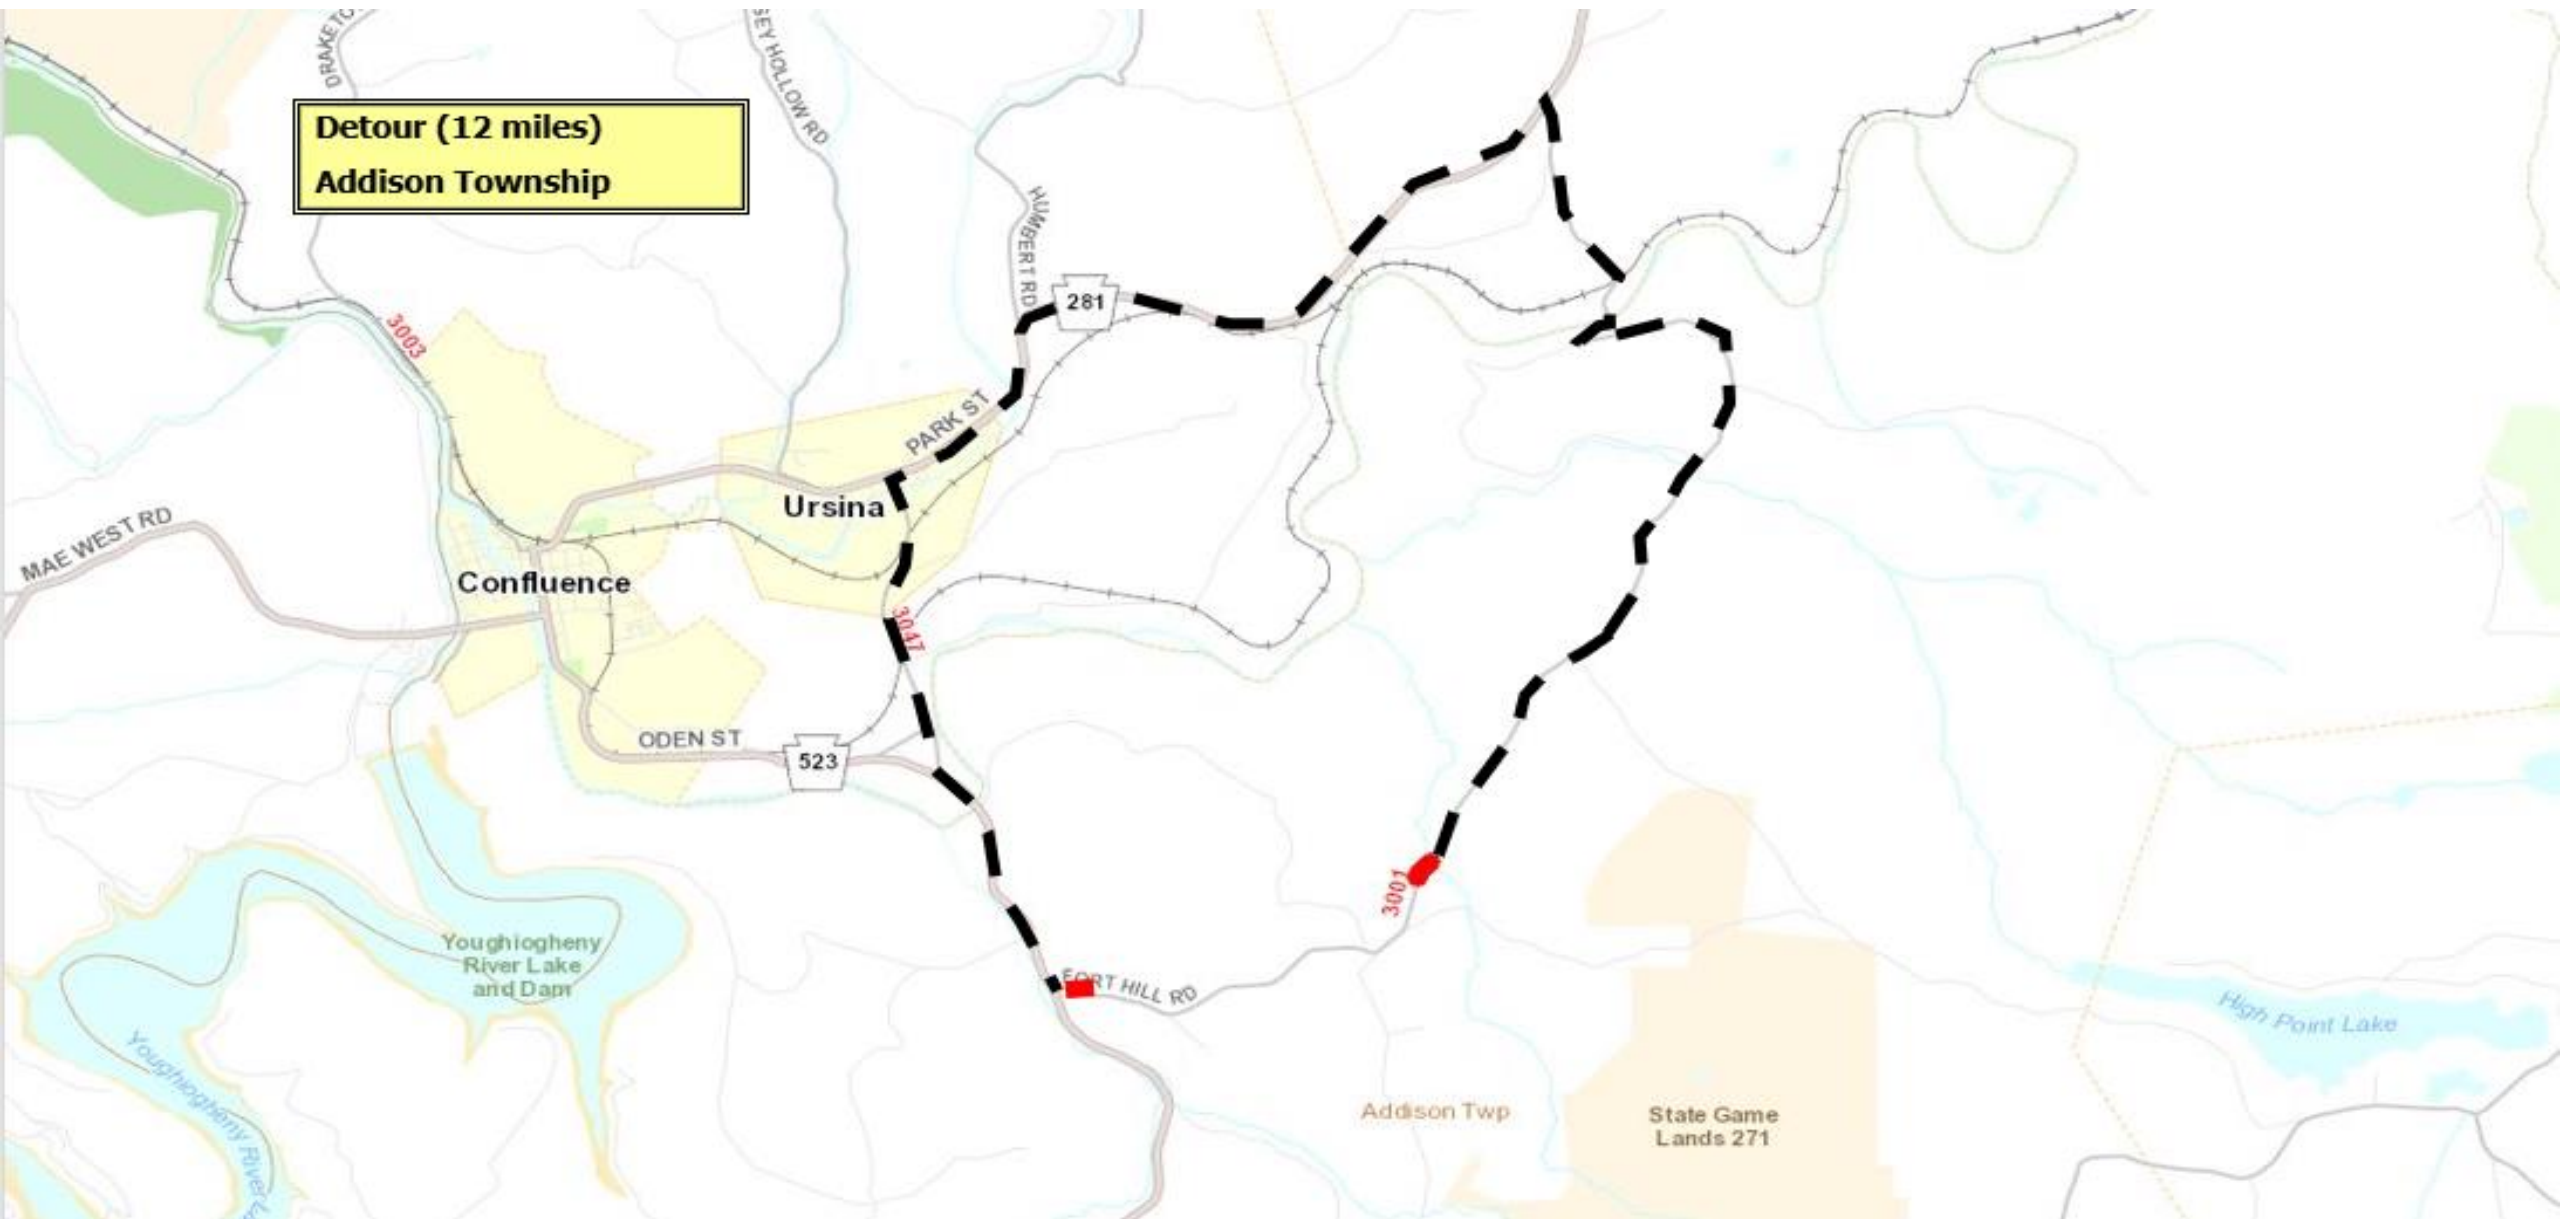 DRAKETO
SEY HOLLOW RD
Detour (12 miles)
Addison Township
HUMBERT RD
281
3003
PARK ST
Ursina
MAE WEST RD
Confluence
3047
ODEN ST
523
3001
Youghiogheny
River Lake
and Dam
FORT HILL RD
High Point Lake
Youghiogheny River L
Addison Twp
State Game
Lands 271